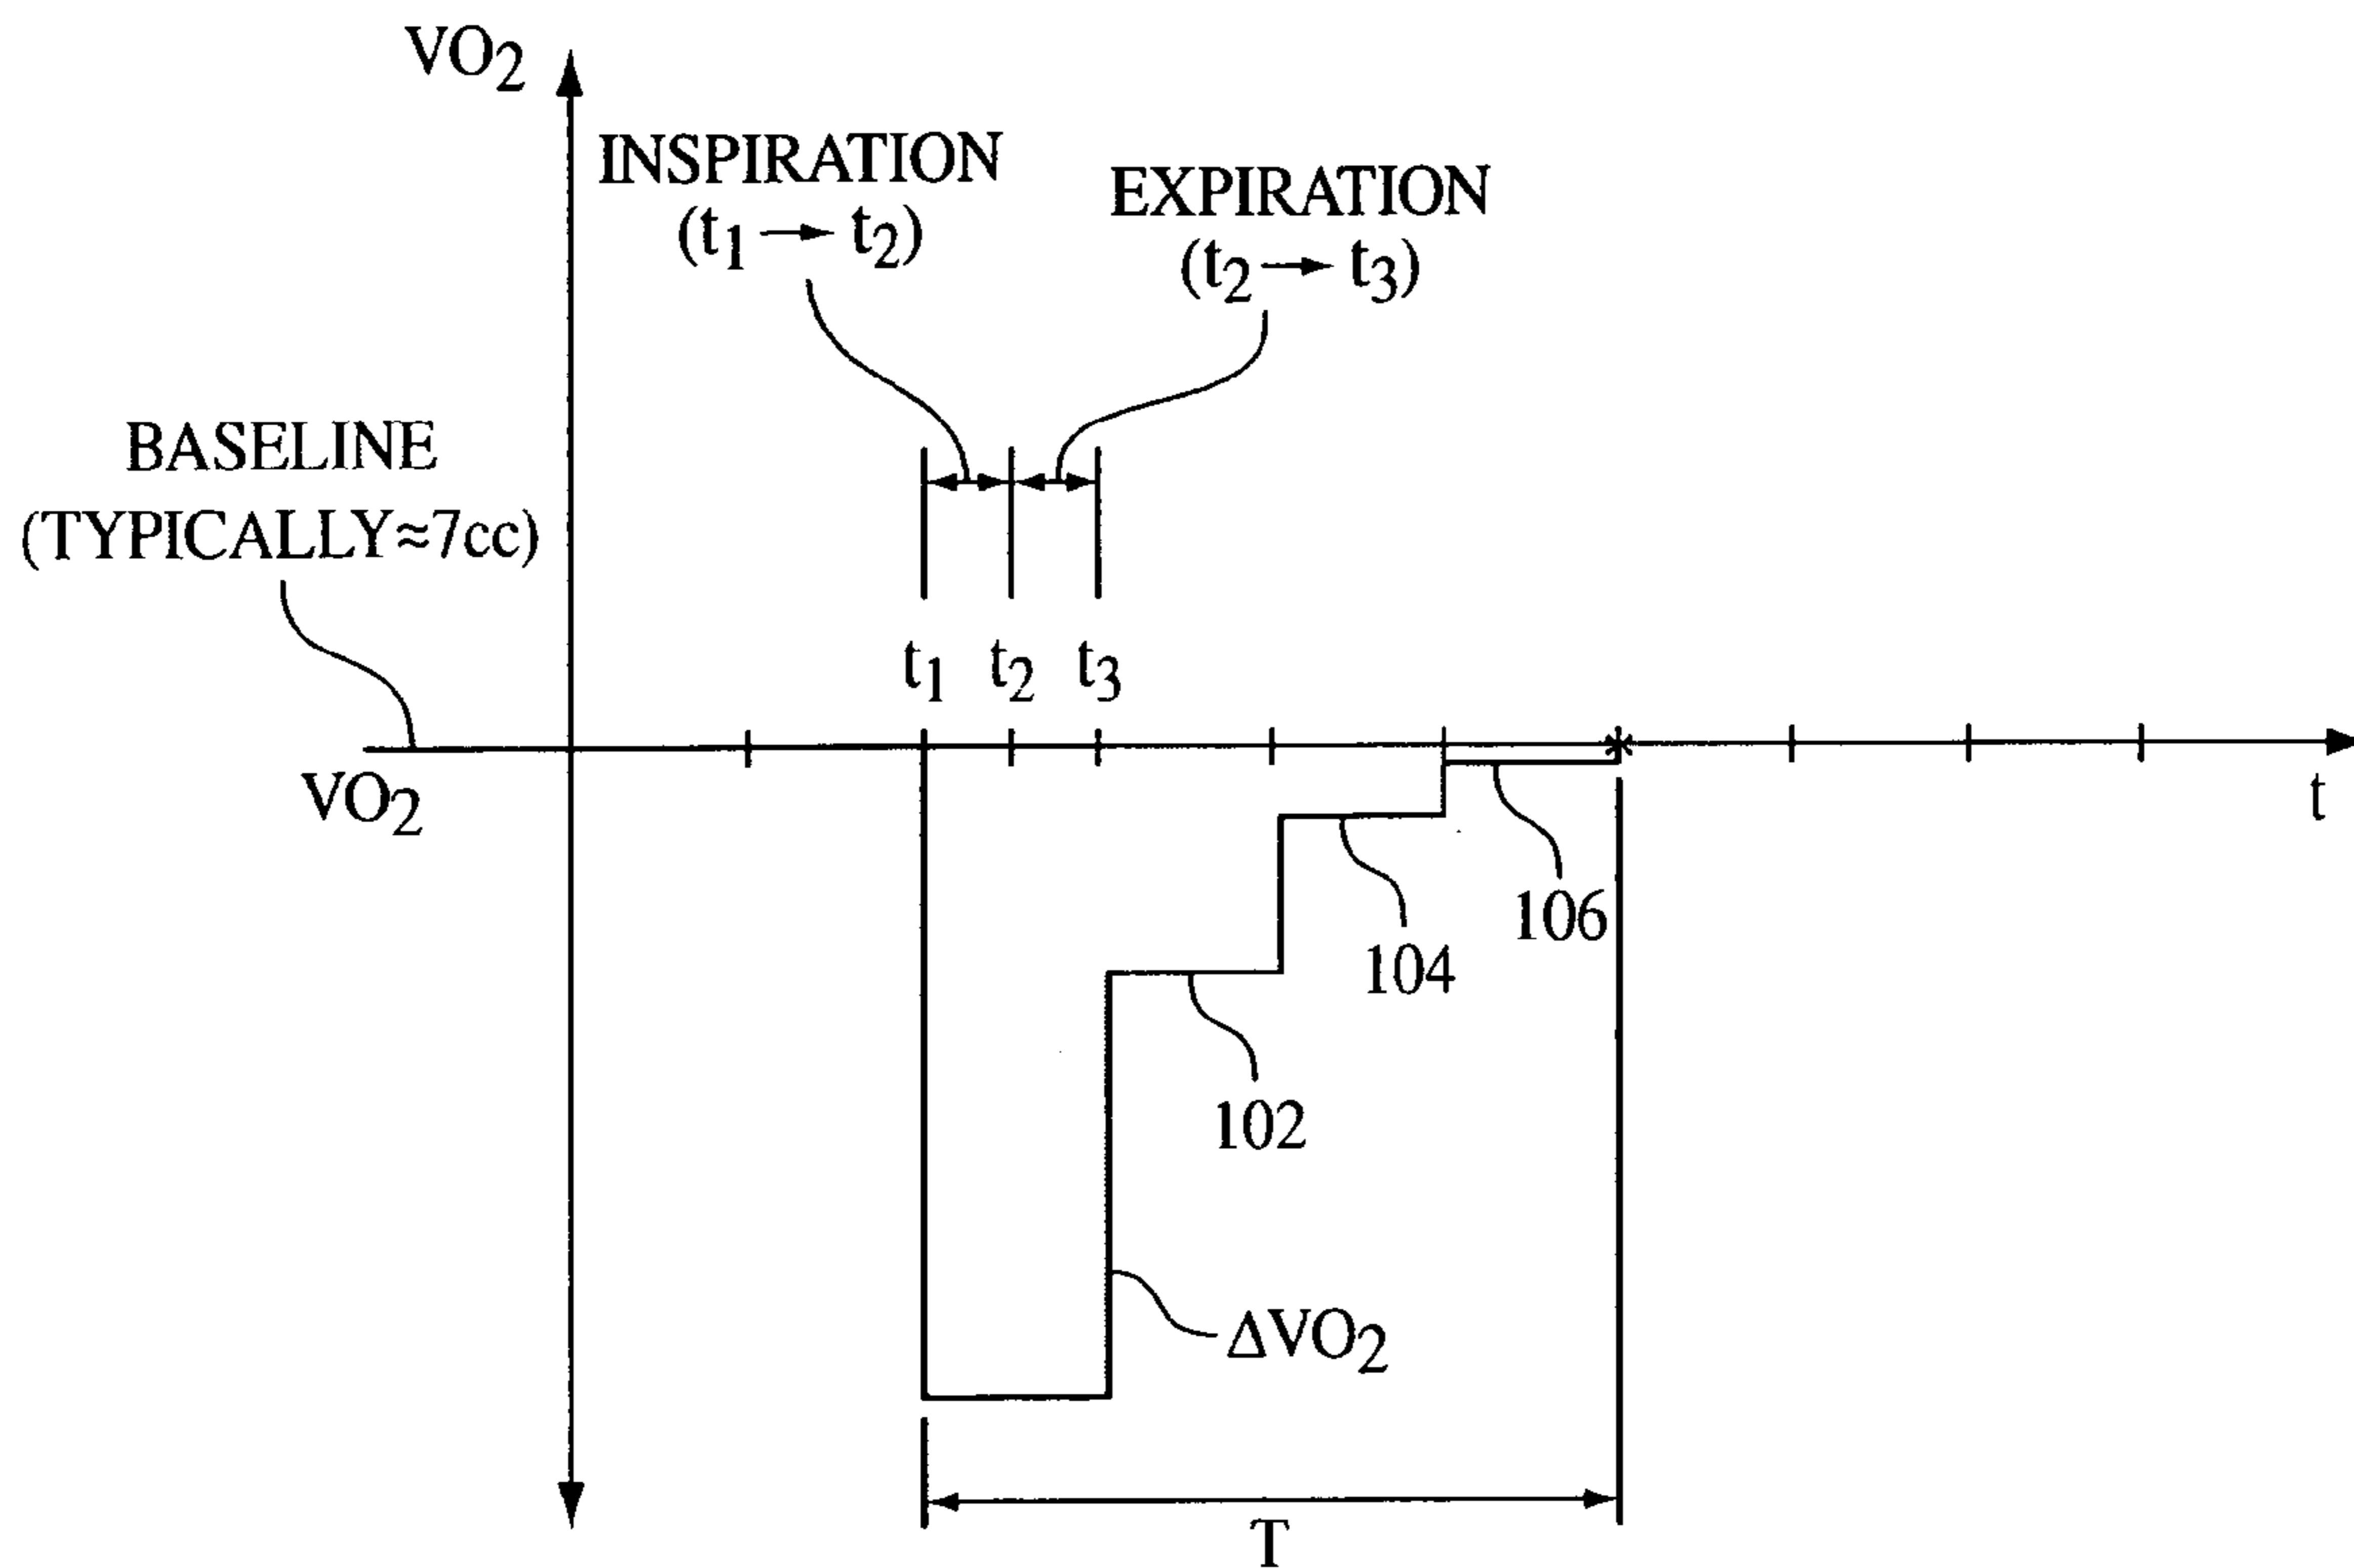 VO2
INSPIRATION
(t1 → t2)
EXPIRATION
(t2 → t3)
BASELINE
(TYPICALLY≈7cc)
t1 t2 t3
VO2
t
106
104
102
ΔVO2
T